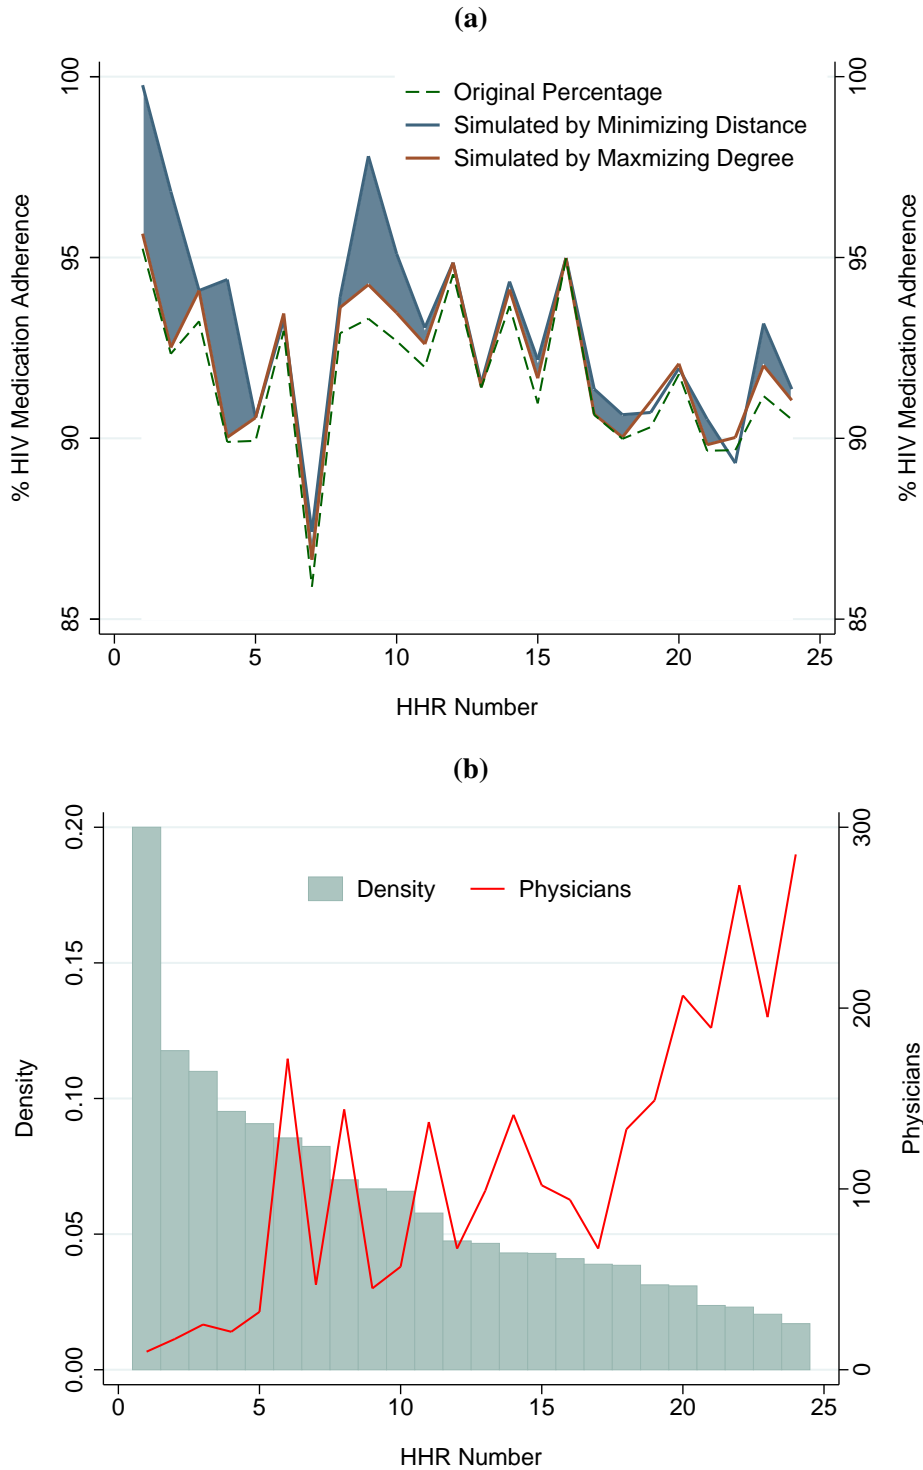 (a)
100
95
90
85
% HIV Medication Adherence
Original Percentage
Simulated by Minimizing Distance
Simulated by Maxmizing Degree
100
95
90
85
% HIV Medication Adherence
0 5 10 15 20 25
HHR Number
(b)
0.20
0.15
0.10
0.05
0.00
Density
Density Physicians
300
200
100
0
Physicians
0 5 10 15 20 25
HHR Number